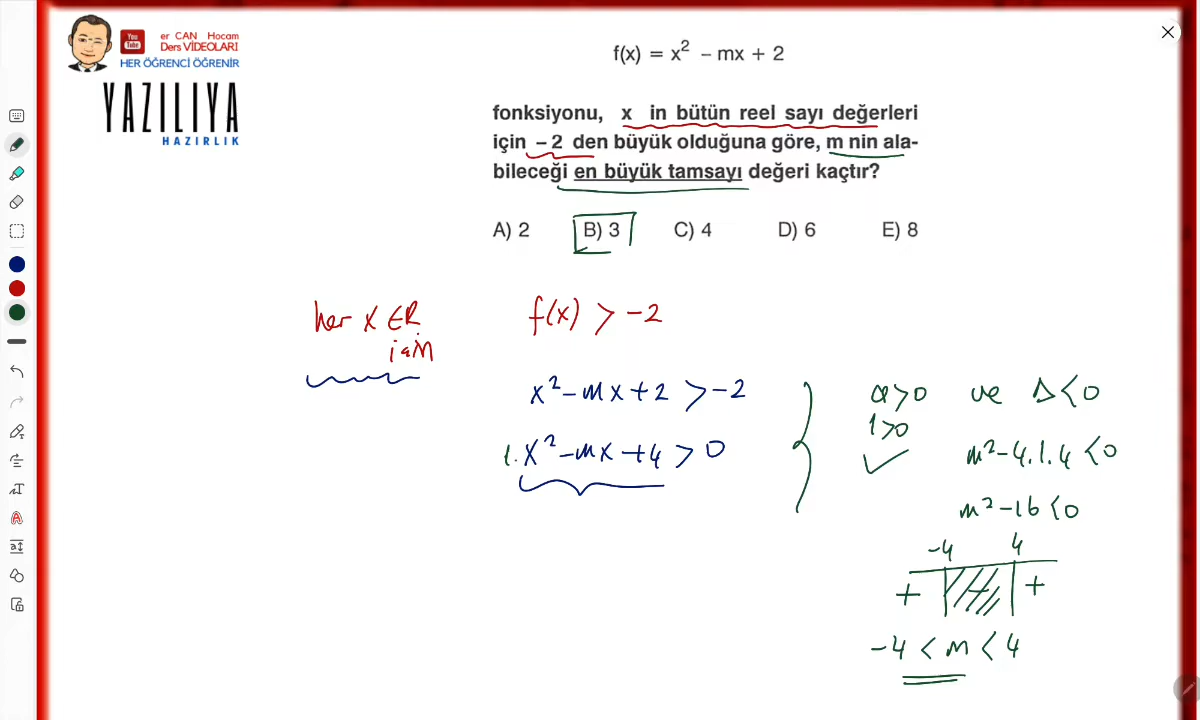 er CAN Hocam
You Tube
Ders VİDEOLARI
HER ÖĞRENCİ ÖĞRENİR
YAZILIYA
HAZIRLIK
f(x) = x² – mx + 2
fonksiyonu, x in bütün reel sayı değerleri
için –2 den büyük olduğuna göre, m nin ala-
bileceği en büyük tamsayı değeri kaçtır?
A) 2 B) 3 C) 4 D) 6 E) 8
her x ∈ R
için
f(x) > -2
x² - mx + 2 > -2
1. x² - mx + 4 > 0
a > 0 ve Δ < 0
1 > 0
m² - 4.1.4 < 0
m² - 16 < 0
-4 4
+ - +
-4 < m < 4